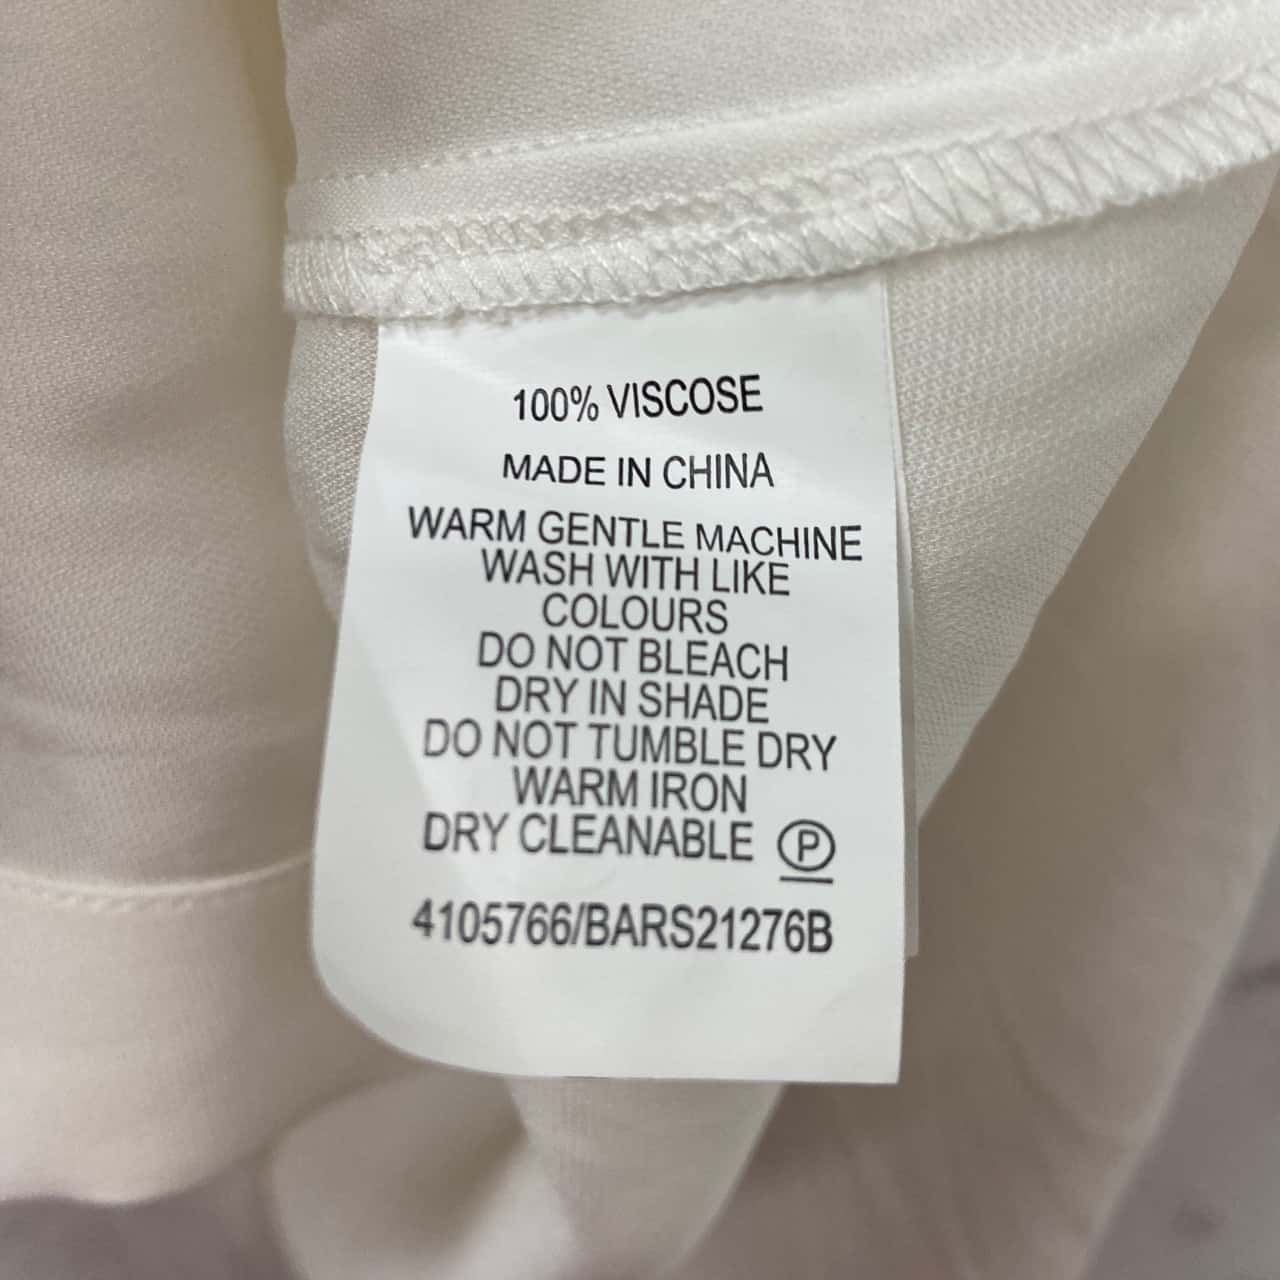 100% VISCOSE
MADE IN CHINA
WARM GENTLE MACHINE
WASH WITH LIKE
COLOURS
DO NOT BLEACH
DRY IN SHADE
DO NOT TUMBLE DRY
WARM IRON
DRY CLEANABLE P
4105766/BARS21276B